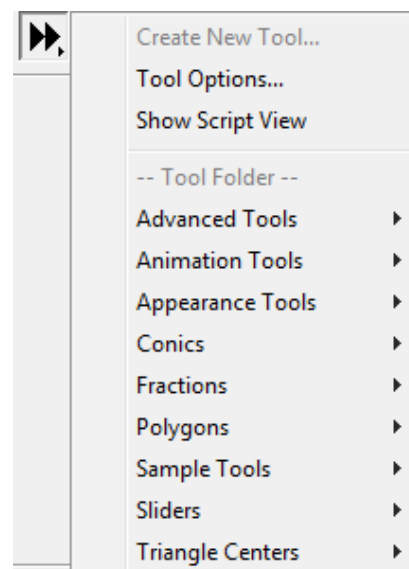 Create New Tool...
Tool Options...
Show Script View
-- Tool Folder --
Advanced Tools
Animation Tools
Appearance Tools
Conics
Fractions
Polygons
Sample Tools
Sliders
Triangle Centers